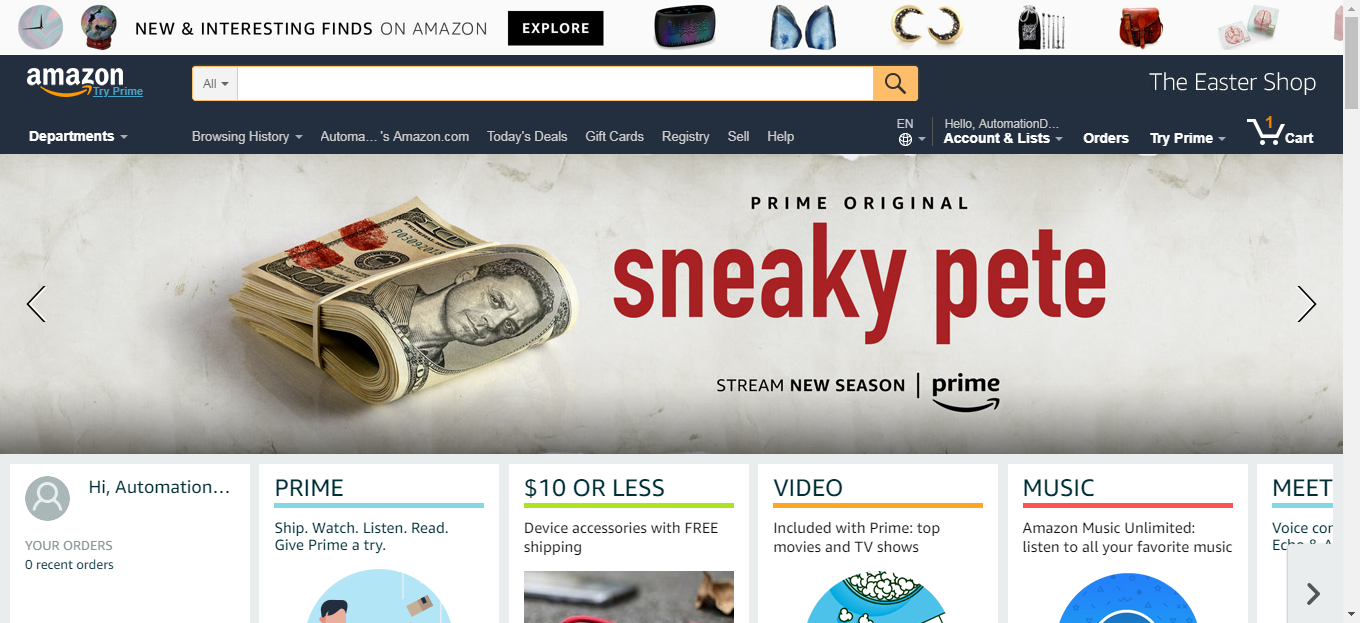 NEW & INTERESTING FINDS ON AMAZON
EXPLORE
amazon
Try Prime
All
The Easter Shop
Departments
Browsing History
Automa... 's Amazon.com
Today's Deals
Gift Cards
Registry
Sell
Help
EN
Hello, AutomationD...
Account & Lists
Orders
Try Prime
1
Cart
PRIME ORIGINAL
sneaky pete
STREAM NEW SEASON | prime
Hi, Automation...
YOUR ORDERS
0 recent orders
PRIME
Ship. Watch. Listen. Read.
Give Prime a try.
$10 OR LESS
Device accessories with FREE
shipping
VIDEO
Included with Prime: top
movies and TV shows
MUSIC
Amazon Music Unlimited:
listen to all your favorite music
MEET
Voice